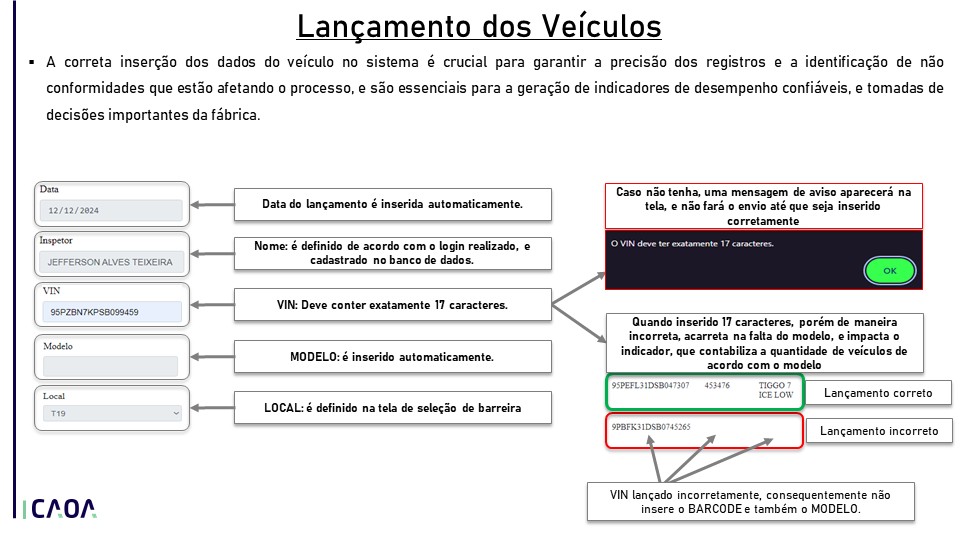 Lançamento dos Veículos
▪ A correta inserção dos dados do veículo no sistema é crucial para garantir a precisão dos registros e a identificação de não
conformidades que estão afetando o processo, e são essenciais para a geração de indicadores de desempenho confiáveis, e tomadas de
decisões importantes da fábrica.
Data
12/12/2024
Data do lançamento é inserida automaticamente.
Inspetor
JEFFERSON ALVES TEIXEIRA
Nome: é definido de acordo com o login realizado, e
cadastrado no banco de dados.
VIN
95PZBN7KPSB099459
VIN: Deve conter exatamente 17 caracteres.
Modelo
MODELO: é inserido automaticamente.
Local
T19
LOCAL: é definido na tela de seleção de barreira
Caso não tenha, uma mensagem de aviso aparecerá na
tela, e não fará o envio até que seja inserido
corretamente
O VIN deve ter exatamente 17 caracteres.
OK
Quando inserido 17 caracteres, porém de maneira
incorreta, acarreta na falta do modelo, e impacta o
indicador, que contabiliza a quantidade de veículos de
acordo com o modelo
95PEFL31DSB047307 453476 TIGGO 7
ICE LOW
Lançamento correto
9PBFK31DSB0745265
Lançamento incorreto
VIN lançado incorretamente, consequentemente não
insere o BARCODE e também o MODELO.
CAOA